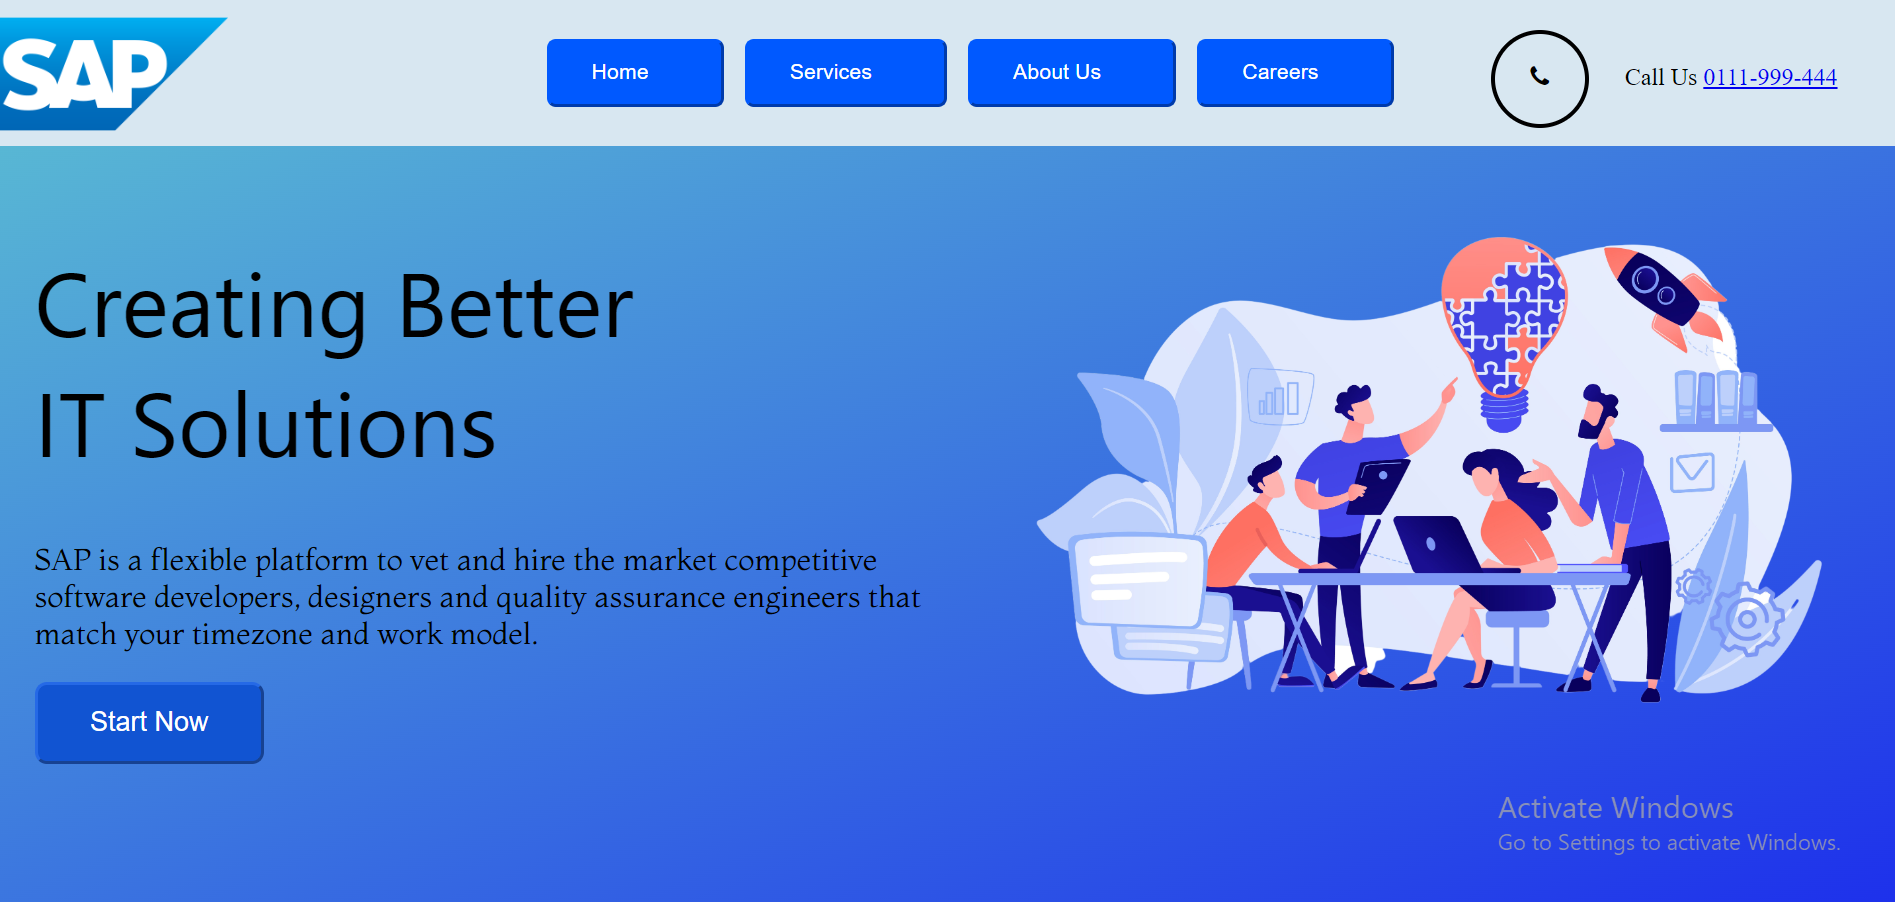 SAP
Home
Services
About Us
Careers
Call Us 0111-999-444
Creating Better
IT Solutions
SAP is a flexible platform to vet and hire the market competitive
software developers, designers and quality assurance engineers that
match your timezone and work model.
Start Now
Activate Windows
Go to Settings to activate Windows.